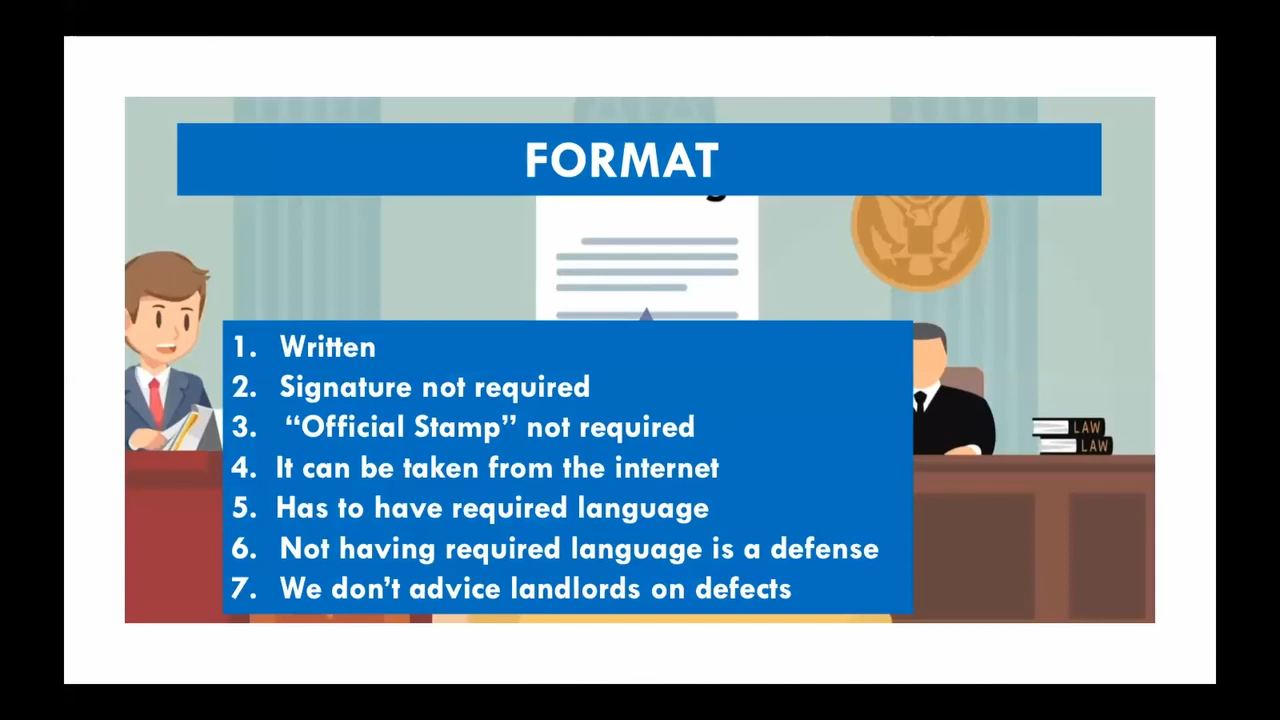 FORMAT
1. Written
2. Signature not required
3. “Official Stamp” not required
4. It can be taken from the internet
5. Has to have required language
6. Not having required language is a defense
7. We don’t advice landlords on defects
LAW
LAW